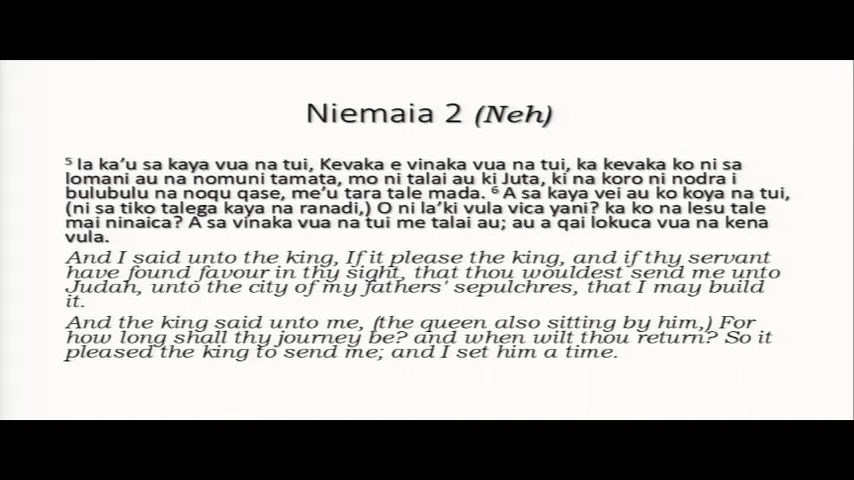 Niemaia 2 (Neh)
⁵ Ia ka'u sa kaya vua na tui, Kevaka e vinaka vua na tui, ka kevaka ko ni sa
lomani au na nomuni tamata, mo ni talai au ki Juta, ki na koro ni nodra i
bulubulu na noqu qase, me'u tara tale mada. ⁶ A sa kaya vei au ko koya na tui,
(ni sa tiko talega kaya na ranadi,) O ni la'ki vula vica yani? ka ko na lesu tale
mai ninaica? A sa vinaka vua na tui me talai au; au a qai lokuca vua na kena
vula.
And I said unto the king, If it please the king, and if thy servant
have found favour in thy sight, that thou wouldest send me unto
Judah, unto the city of my fathers' sepulchres, that I may build
it.
And the king said unto me, (the queen also sitting by him,) For
how long shall thy journey be? and when wilt thou return? So it
pleased the king to send me; and I set him a time.